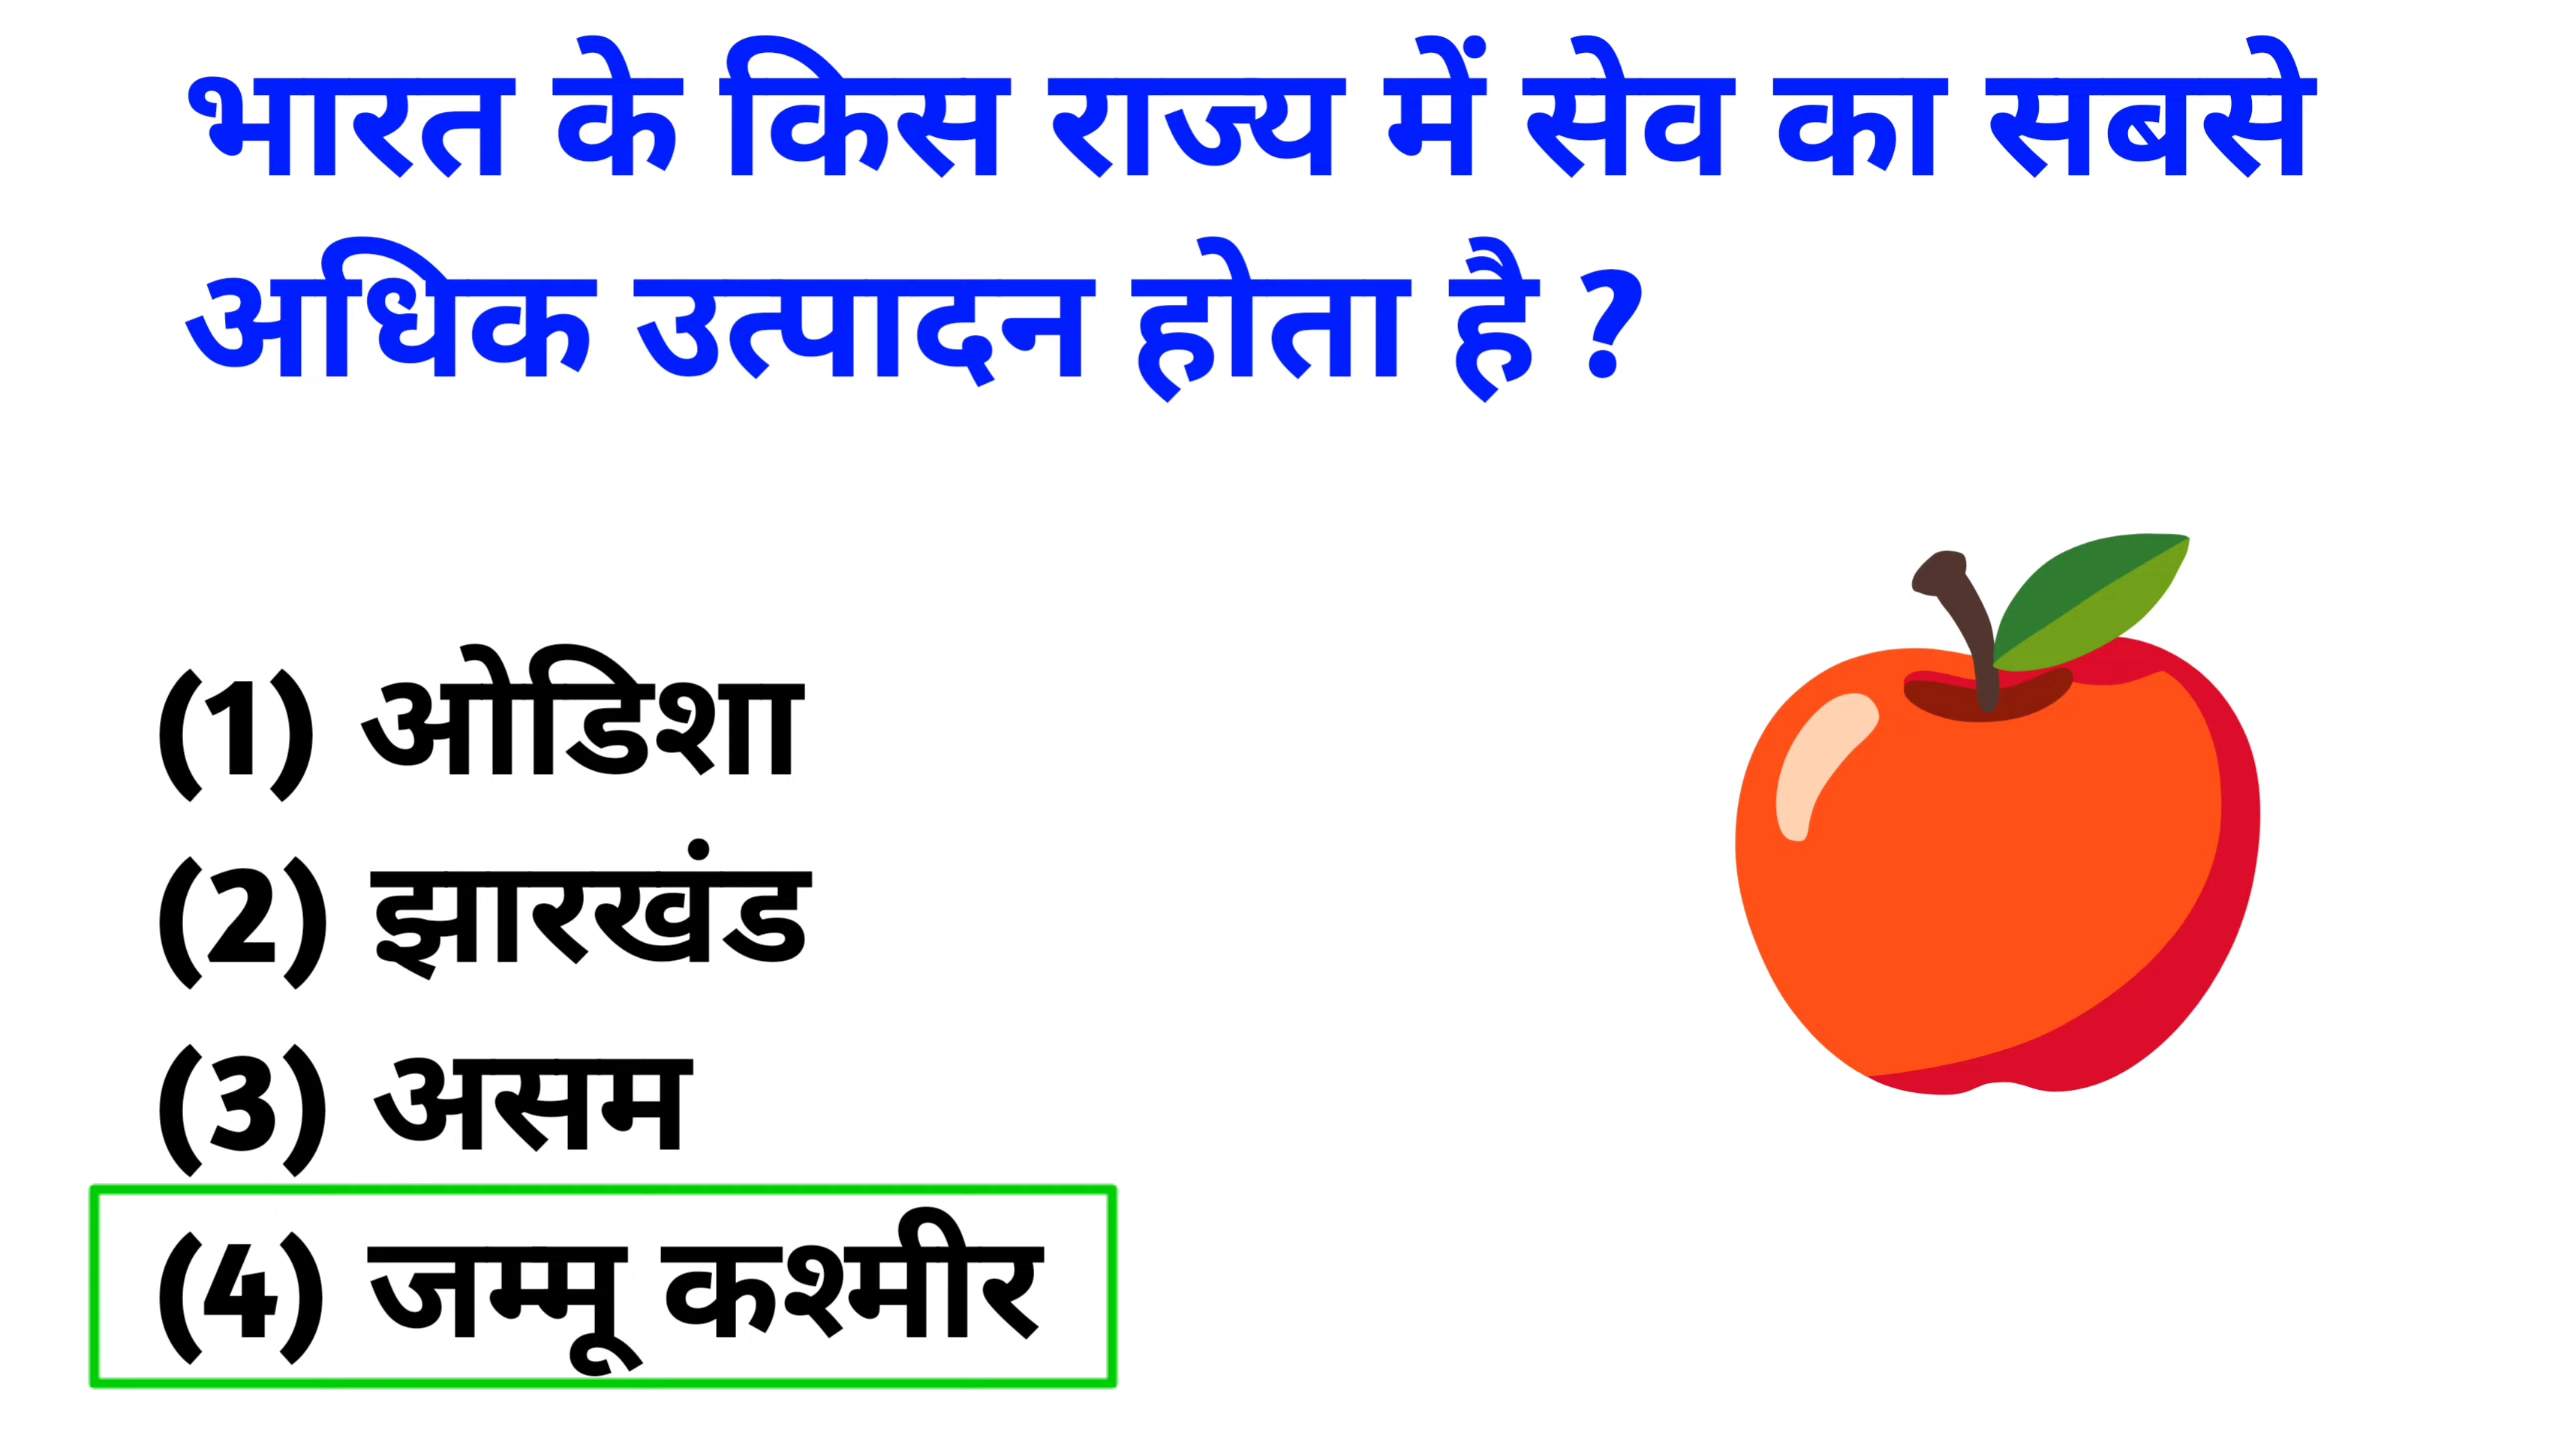 भारत के किस राज्य में सेव का सबसे
अधिक उत्पादन होता है ?
(1) ओडिशा
(2) झारखंड
(3) असम
(4) जम्मू कश्मीर